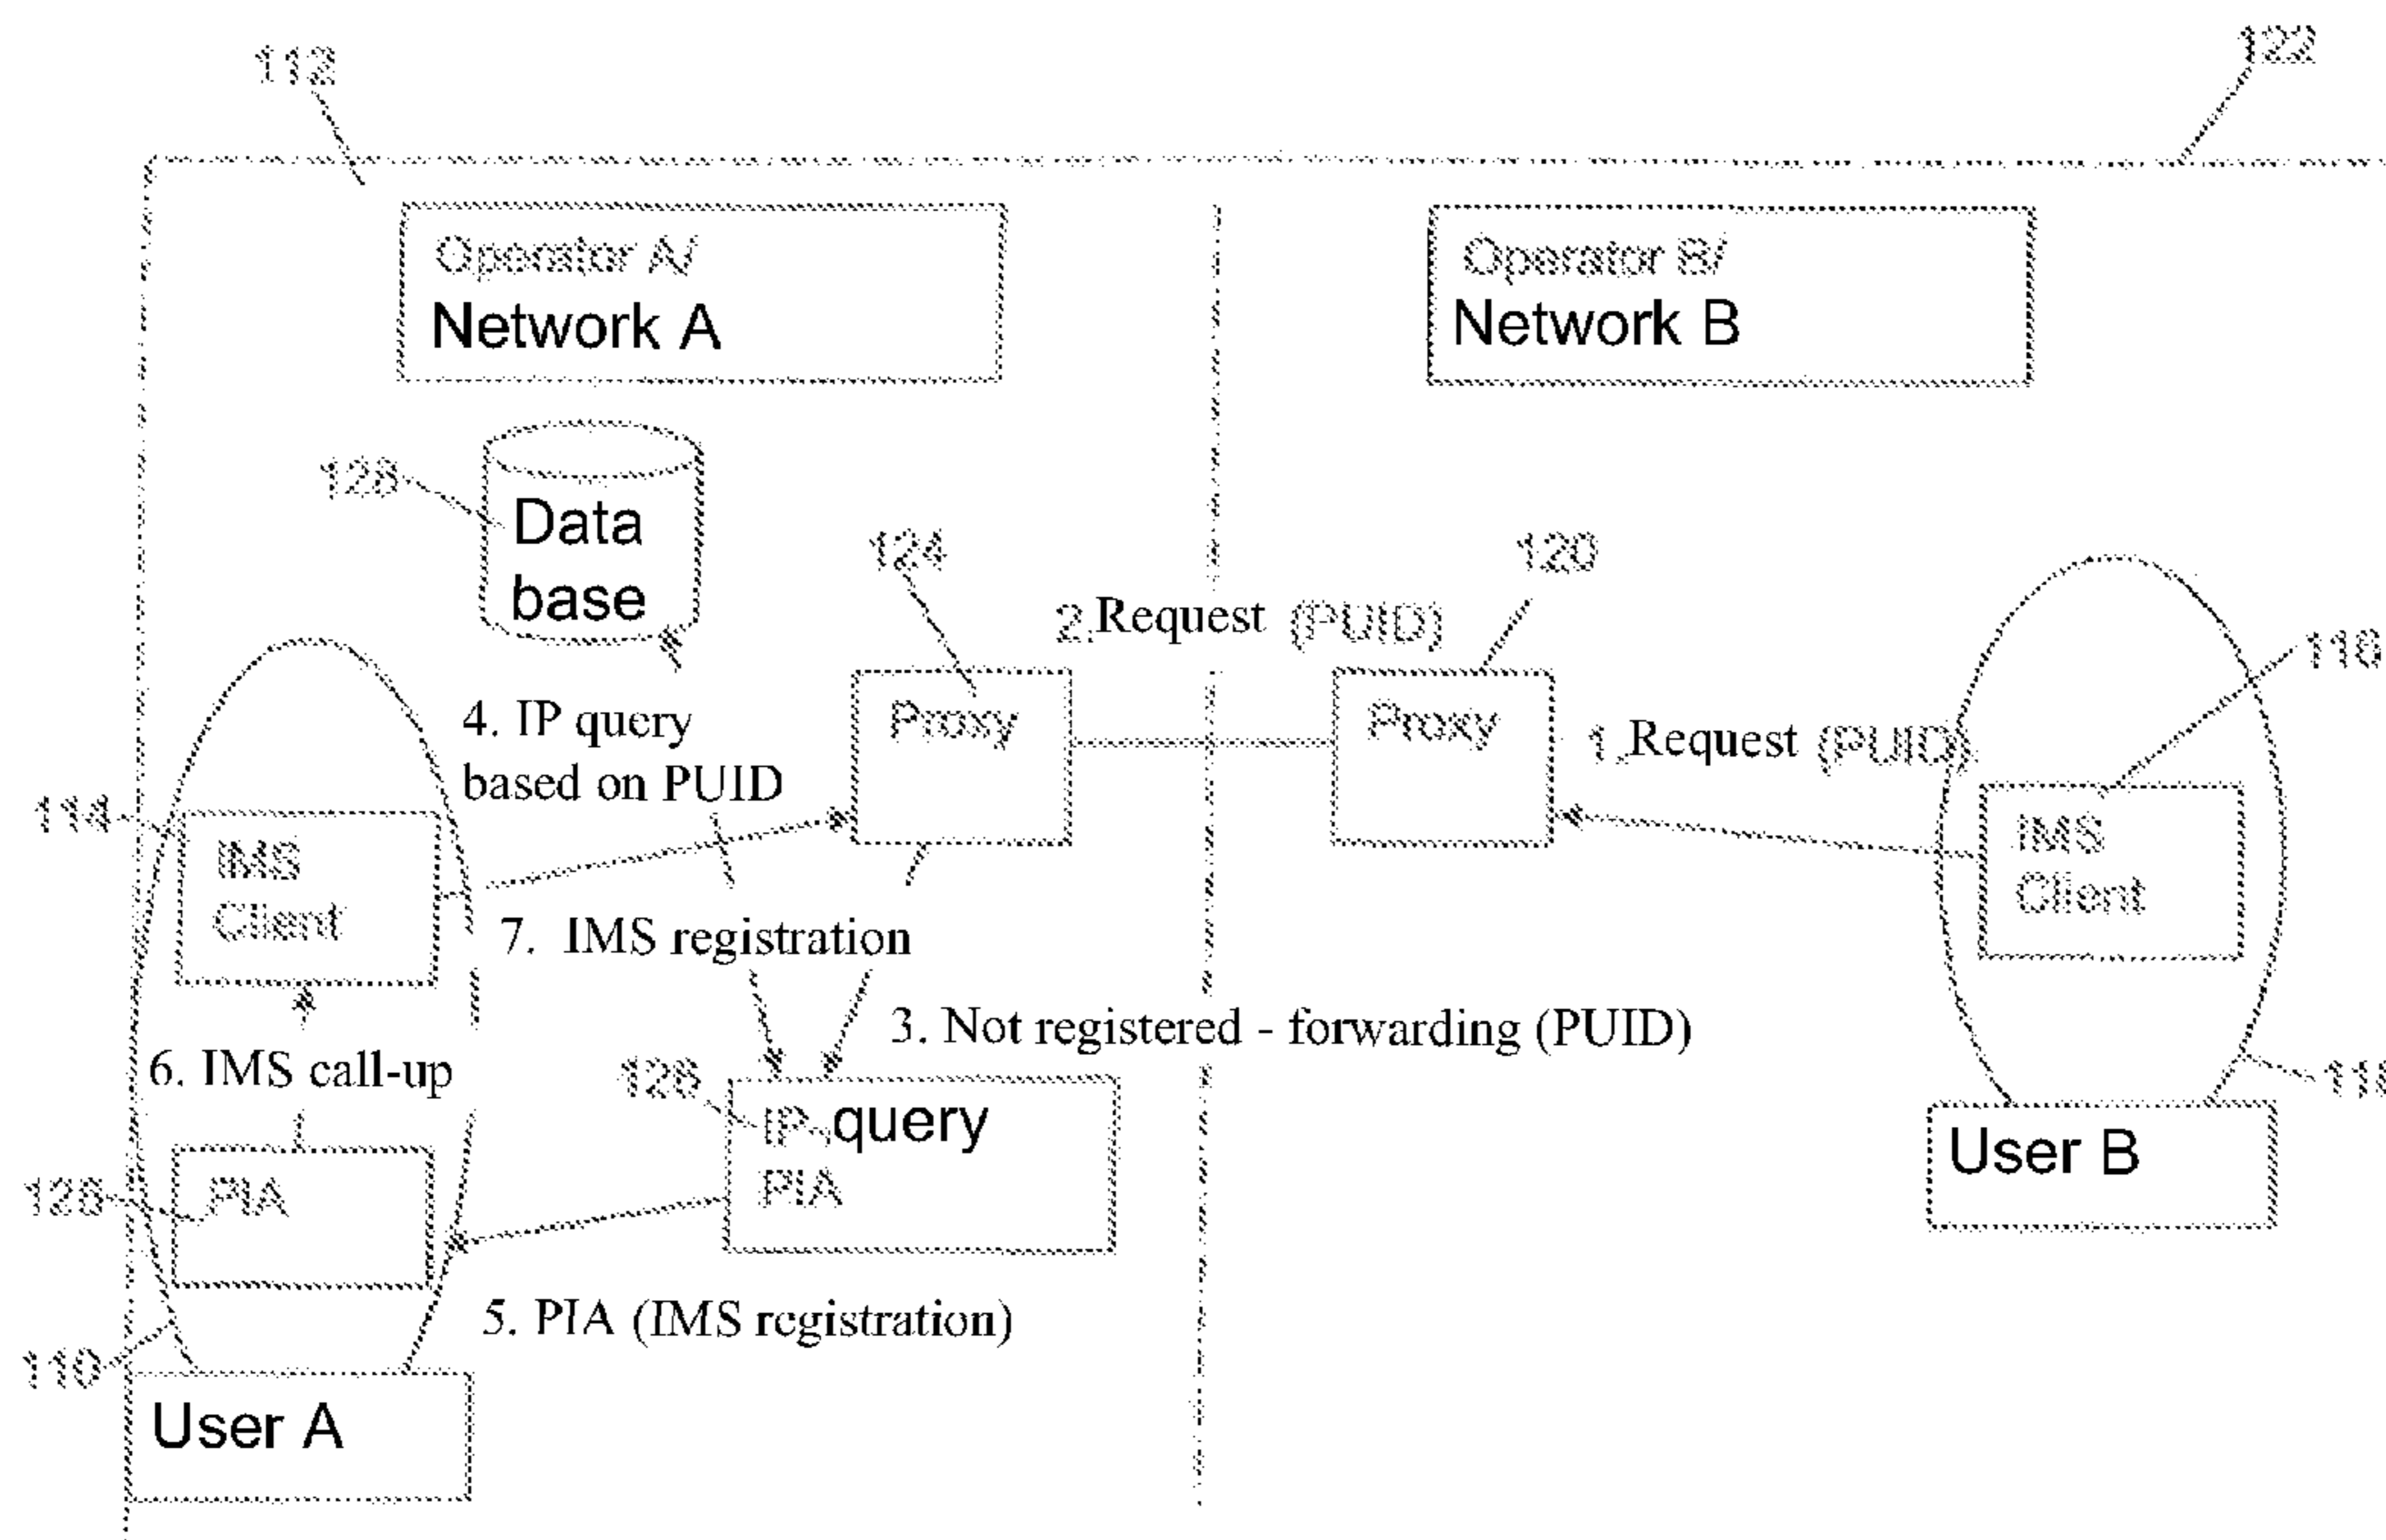 112
122
Operator A/
Network A
Operator B/
Network B
128
Data
base
124
120
2. Request (PUID)
116
Proxy
Proxy
4. IP query
based on PUID
1. Request (PUID)
114
IMS
Client
IMS
Client
7. IMS registration
3. Not registered - forwarding (PUID)
6. IMS call-up
126
IP- query
PIA
User B
PIA
5. PIA (IMS registration)
110
User A